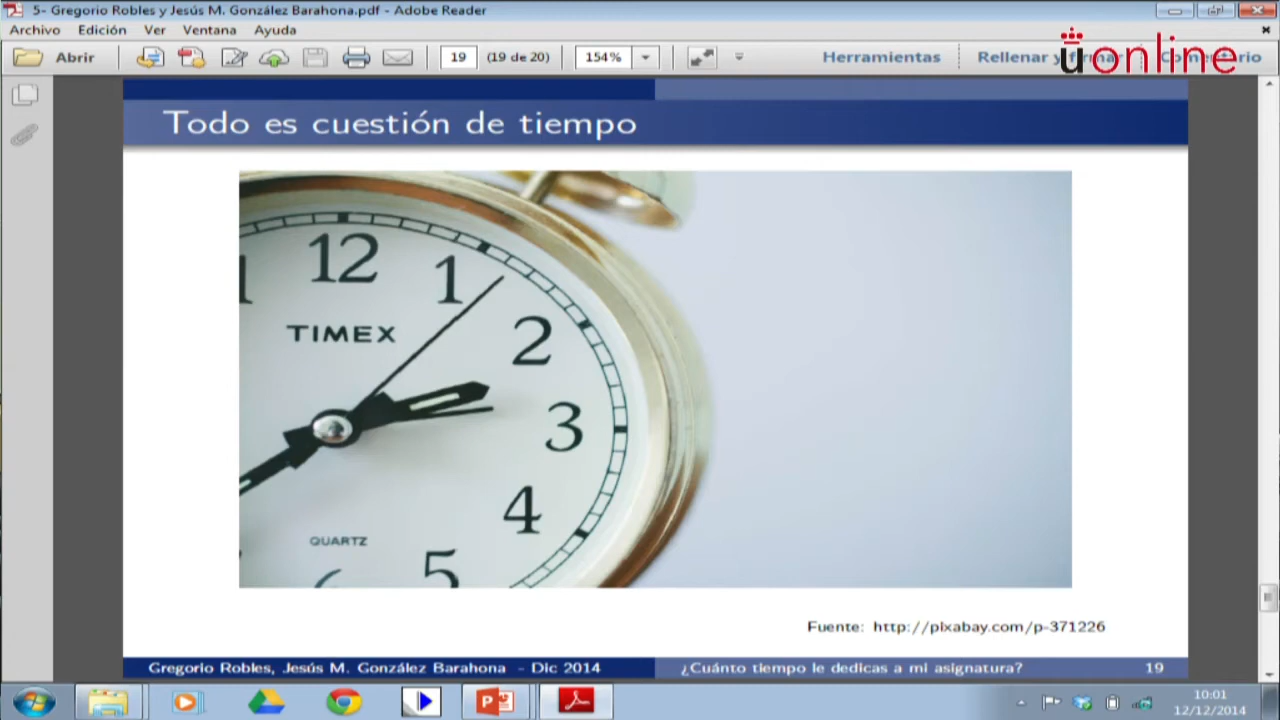 5- Gregorio Robles y Jesús M. González Barahona.pdf - Adobe Reader
Archivo Edición Ver Ventana Ayuda
Abrir 19 (19 de 20) 154% Herramientas Rellenar y
uonline
Todo es cuestión de tiempo
12
1
2
TIMEX
3
4
QUARTZ
5
Fuente: http://pixabay.com/p-371226
Gregorio Robles, Jesús M. González Barahona - Dic 2014 ¿Cuánto tiempo le dedicas a mi asignatura? 19
10:01
12/12/2014